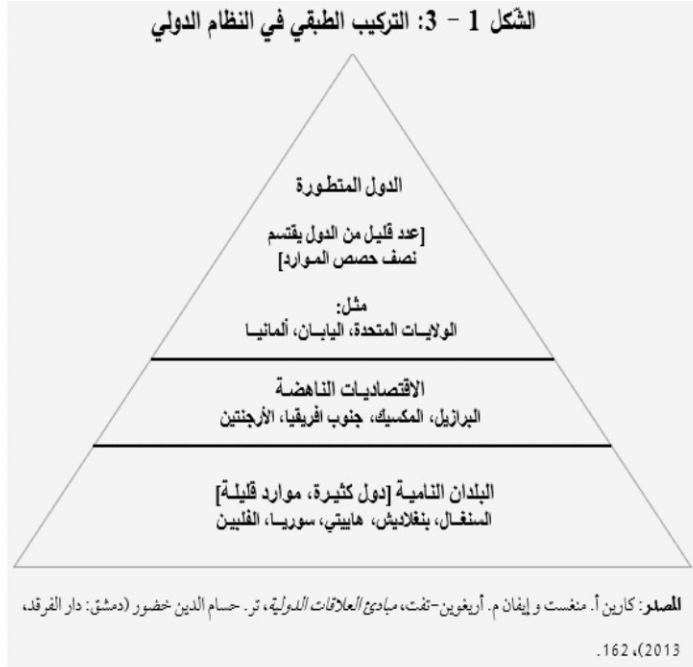 الشّكل 1 - 3: التركيب الطبقي في النظام الدولي
الدول المتطورة
[عدد قليل من الدول يقتسم
نصف حصص الموارد]
مثل:
الولايات المتحدة، اليابان، ألمانيا
الاقتصاديات الناهضة
البرازيل، المكسيك، جنوب افريقيا، الأرجنتين
البلدان النامية [دول كثيرة، موارد قليلة]
السنغال، بنغلاديش، هاييتي، سوريا، الفلبين
المصدر: كارين أ. منغست و إيفان م. أريغوين-تفت، مبادئ العلاقات الدولية، تر. حسام الدين خضور (دمشق: دار الفرقد،
2013)، 162.